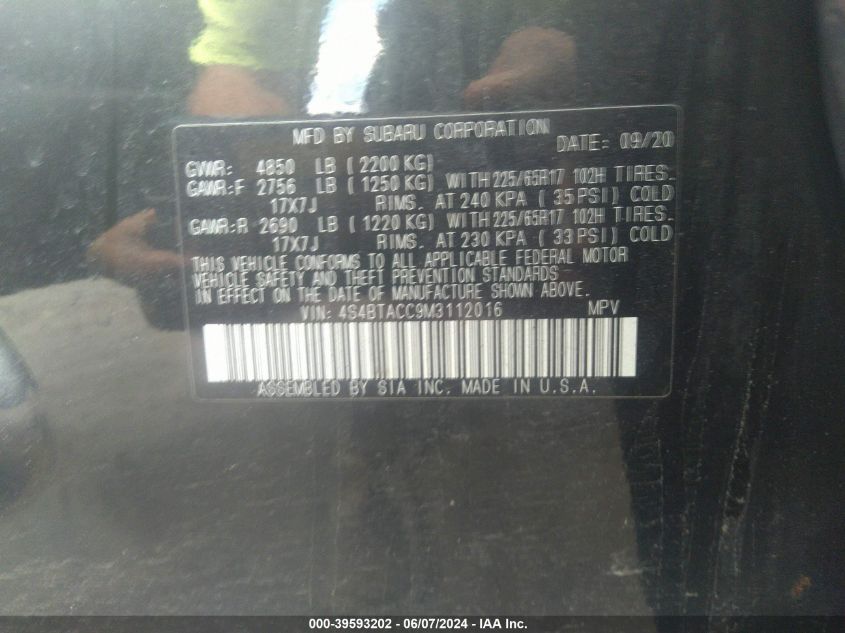 MFD BY SUBARU CORPORATION DATE: 09/20
GVWR: 4850 LB ( 2200 KG)
GAWR:F 2756 LB ( 1250 KG) WITH 225/65R17 102H TIRES.
17X7J RIMS. AT 240 KPA ( 35 PSI) COLD
GAWR:R 2690 LB ( 1220 KG) WITH 225/65R17 102H TIRES.
17X7J RIMS. AT 230 KPA ( 33 PSI) COLD
THIS VEHICLE CONFORMS TO ALL APPLICABLE FEDERAL MOTOR
VEHICLE SAFETY AND THEFT PREVENTION STANDARDS
IN EFFECT ON THE DATE OF MANUFACTURE SHOWN ABOVE.
VIN: 4S4BTACC9M3112016 MPV
ASSEMBLED BY SIA INC. MADE IN U.S.A.
000-39593202 - 06/07/2024 - IAA Inc.